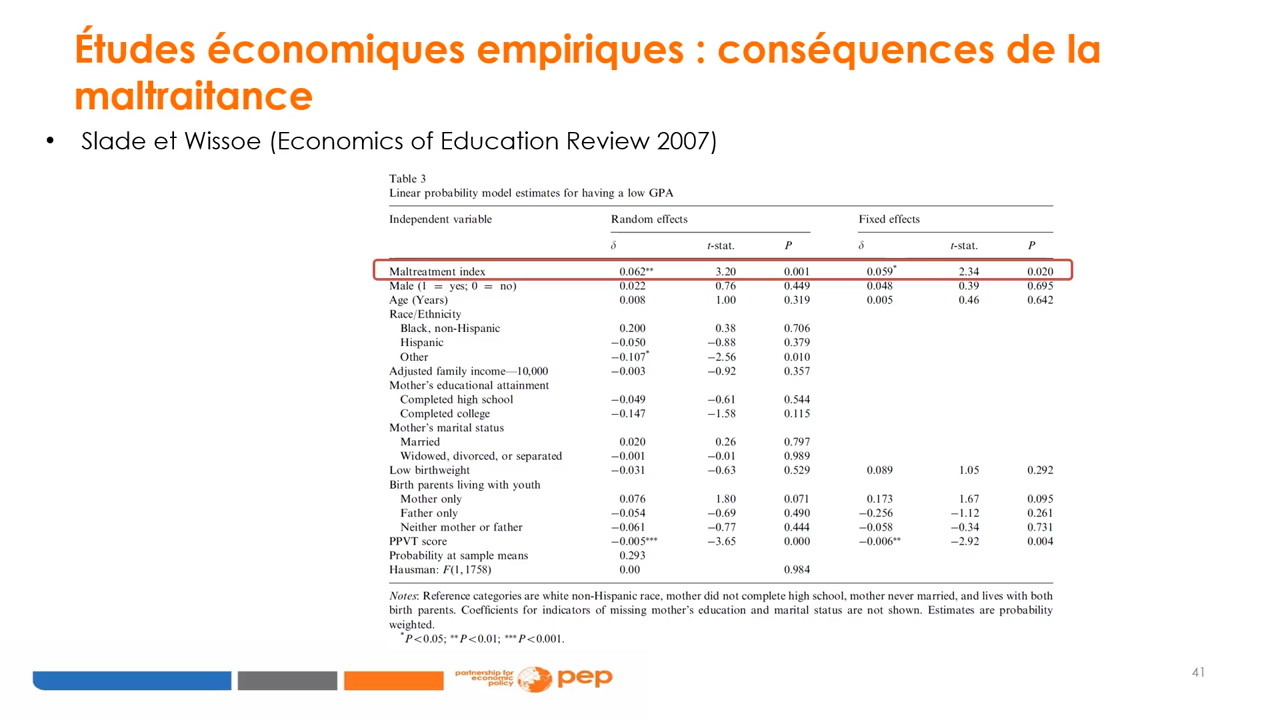 Études économiques empiriques : conséquences de la
maltraitance
• Slade et Wissoe (Economics of Education Review 2007)
Table 3
Linear probability model estimates for having a low GPA
Independent variable Random effects Fixed effects
δ t-stat. P δ t-stat. P
Maltreatment index 0.062** 3.20 0.001 0.059* 2.34 0.020
Male (1 = yes; 0 = no) 0.022 0.76 0.449 0.048 0.39 0.695
Age (Years) 0.008 1.00 0.319 0.005 0.46 0.642
Race/Ethnicity
Black, non-Hispanic 0.200 0.38 0.706
Hispanic −0.050 −0.88 0.379
Other −0.107* −2.56 0.010
Adjusted family income—10,000 −0.003 −0.92 0.357
Mother's educational attainment
Completed high school −0.049 −0.61 0.544
Completed college −0.147 −1.58 0.115
Mother's marital status
Married 0.020 0.26 0.797
Widowed, divorced, or separated −0.001 −0.01 0.989
Low birthweight −0.031 −0.63 0.529 0.089 1.05 0.292
Birth parents living with youth
Mother only 0.076 1.80 0.071 0.173 1.67 0.095
Father only −0.054 −0.69 0.490 −0.256 −1.12 0.261
Neither mother or father −0.061 −0.77 0.444 −0.058 −0.34 0.731
PPVT score −0.005*** −3.65 0.000 −0.006** −2.92 0.004
Probability at sample means 0.293
Hausman: F(1, 1758) 0.00 0.984
Notes: Reference categories are white non-Hispanic race, mother did not complete high school, mother never married, and lives with both
birth parents. Coefficients for indicators of missing mother's education and marital status are not shown. Estimates are probability
weighted.
*P<0.05; **P<0.01; ***P<0.001.
partnership for
economic
policy
pep
41